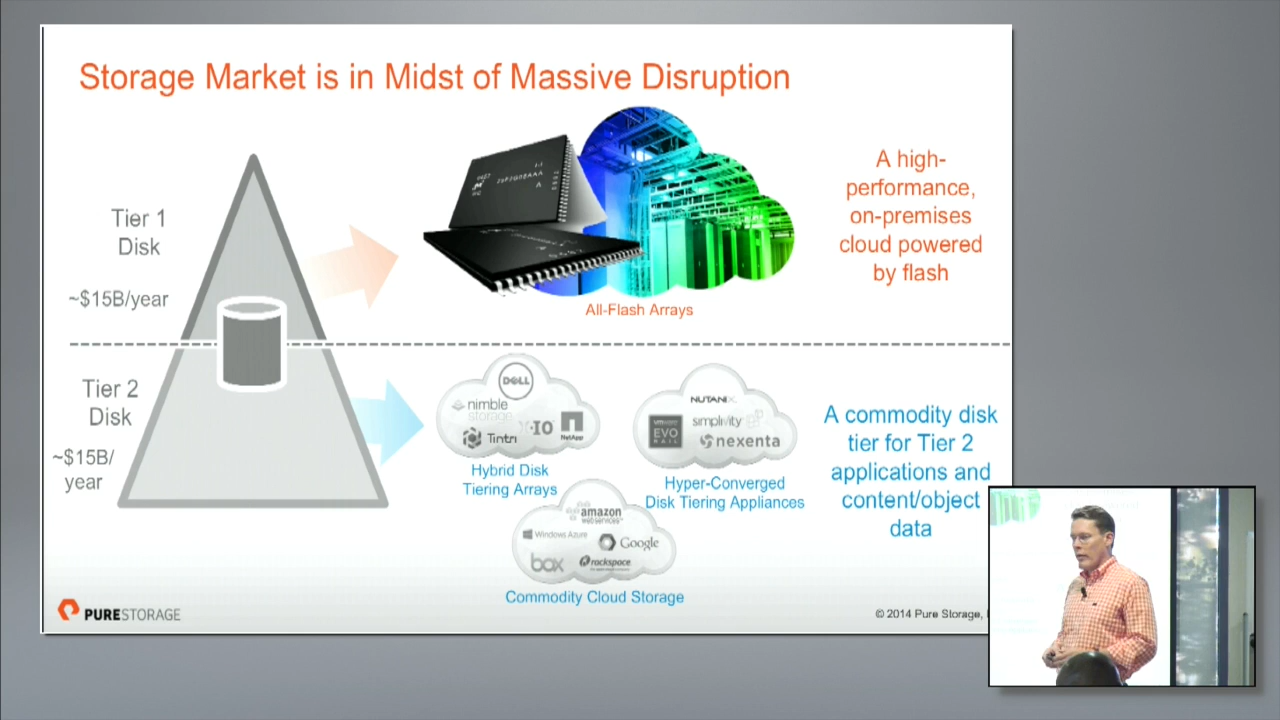 Storage Market is in Midst of Massive Disruption
Tier 1
Disk
~$15B/year
All-Flash Arrays
A high-
performance,
on-premises
cloud powered
by flash
Tier 2
Disk
~$15B/
year
DELL
nimble
storage
X-IO
Tintri
NetApp
Hybrid Disk
Tiering Arrays
NUTANIX
vmware
EVO
RAIL
simplivity
nexenta
Hyper-Converged
Disk Tiering Appliances
amazon
webservices™
Windows Azure
Google
box
rackspace
Commodity Cloud Storage
A commodity disk
tier for Tier 2
applications and
content/object
data
PURESTORAGE
© 2014 Pure Storage,